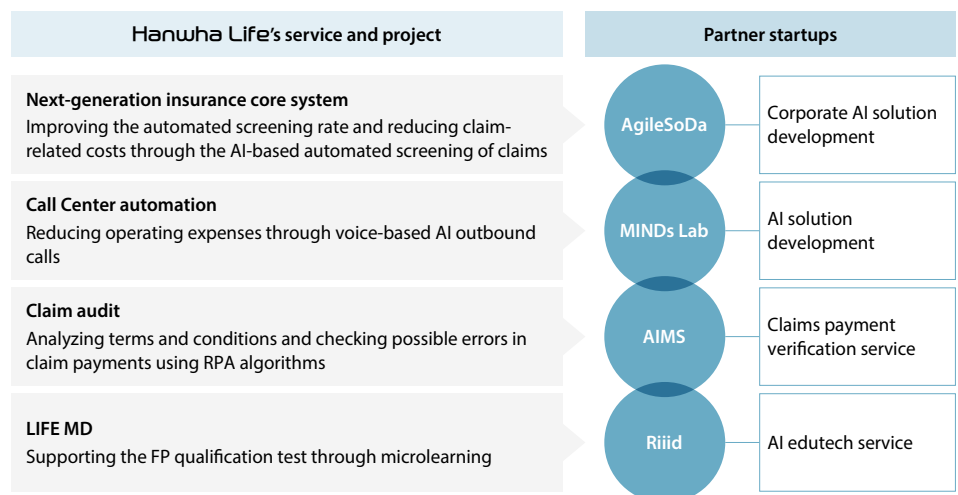 Hanwha Life's service and project
Partner startups
Next-generation insurance core system
Improving the automated screening rate and reducing claim-
related costs through the AI-based automated screening of claims
AgileSoDa
Corporate AI solution
development
Call Center automation
Reducing operating expenses through voice-based AI outbound
calls
MINDs Lab
AI solution
development
Claim audit
Analyzing terms and conditions and checking possible errors in
claim payments using RPA algorithms
AIMS
Claims payment
verification service
LIFE MD
Supporting the FP qualification test through microlearning
Riiid
AI edutech service